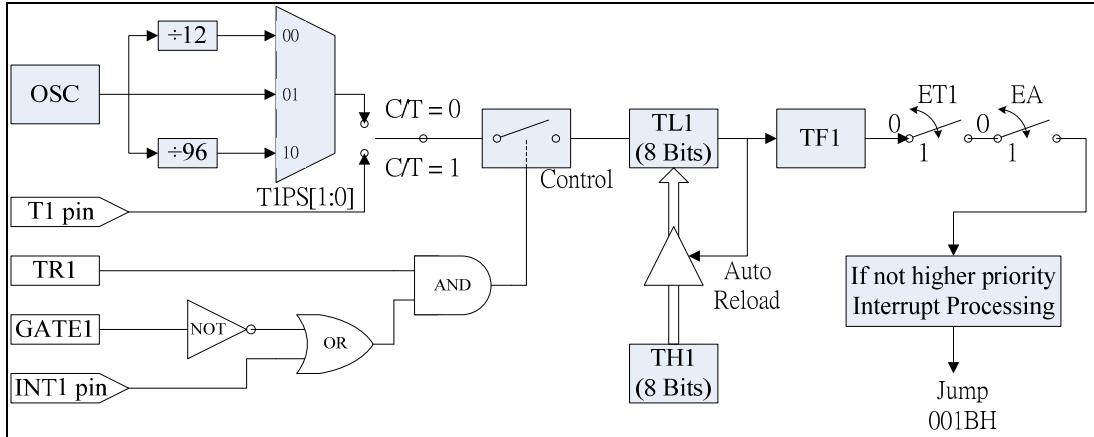 ÷12
00
OSC
01
C/T = 0
÷96
10
C/T = 1
T1PS[1:0]
T1 pin
TR1
GATE1
NOT
OR
AND
INT1 pin
Control
TL1
(8 Bits)
Auto
Reload
TH1
(8 Bits)
TF1
ET1
0
1
EA
0
1
If not higher priority
Interrupt Processing
Jump
001BH